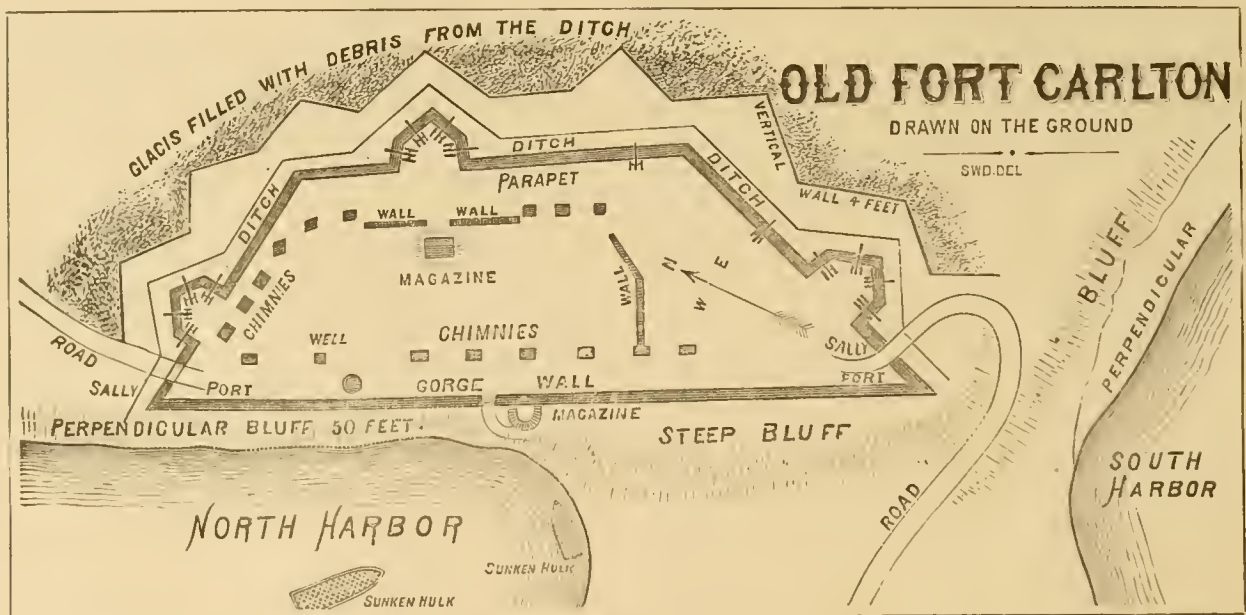 OLD FORT CARLTON
DRAWN ON THE GROUND
SWD.DEL
GLACIS FILLED WITH DEBRIS FROM THE DITCH
VERTICAL
WALL 4 FEET
DITCH
DITCH
DITCH
PARAPET
WALL
WALL
MAGAZINE
CHIMNIES
WALL
N
E
W
BLUFF
PERPENDICULAR
WELL
CHIMNIES
ROAD
SALLY
PORT
SALLY
PORT
GORGE WALL
MAGAZINE
PERPENDICULAR BLUFF 50 FEET.
STEEP BLUFF
ROAD
SOUTH
HARBOR
NORTH HARBOR
SUNKEN HULK
SUNKEN HULK